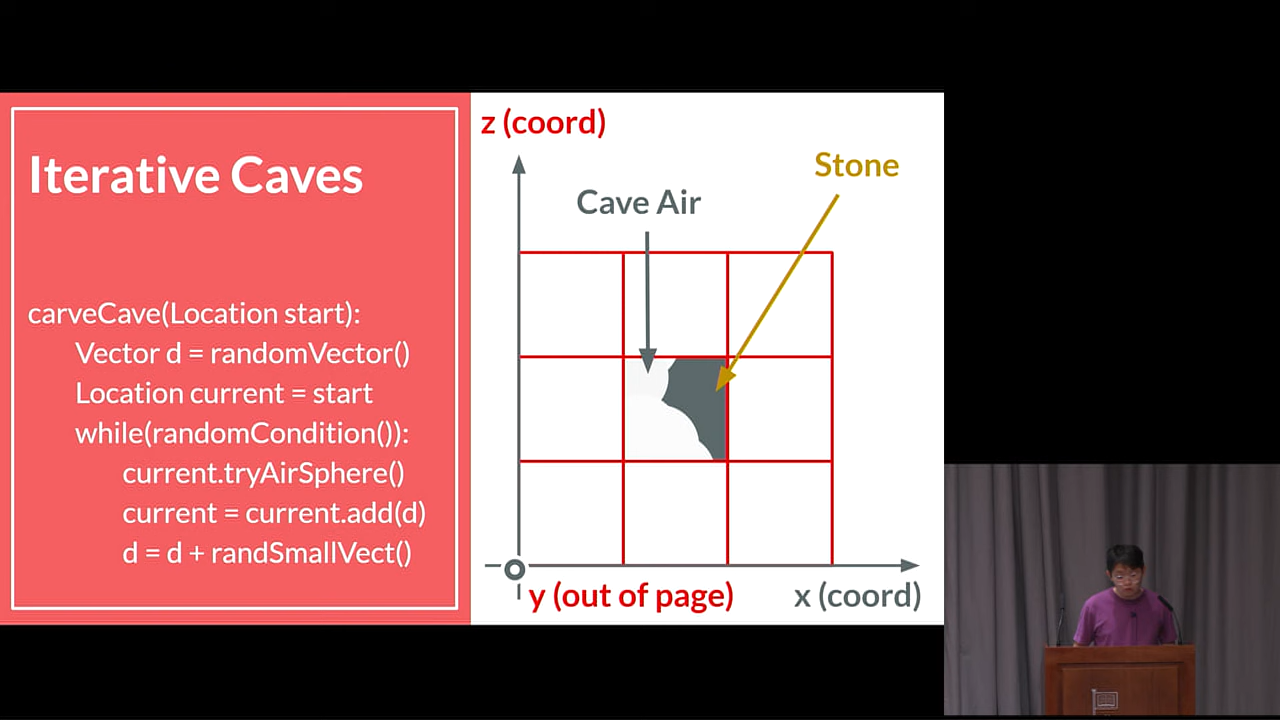 Iterative Caves
carveCave(Location start):
Vector d = randomVector()
Location current = start
while(randomCondition()):
current.tryAirSphere()
current = current.add(d)
d = d + randSmallVect()
z (coord)
Stone
Cave Air
y (out of page)
x (coord)